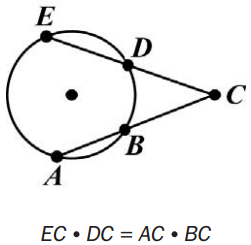 E
D
C
B
A
EC • DC = AC • BC